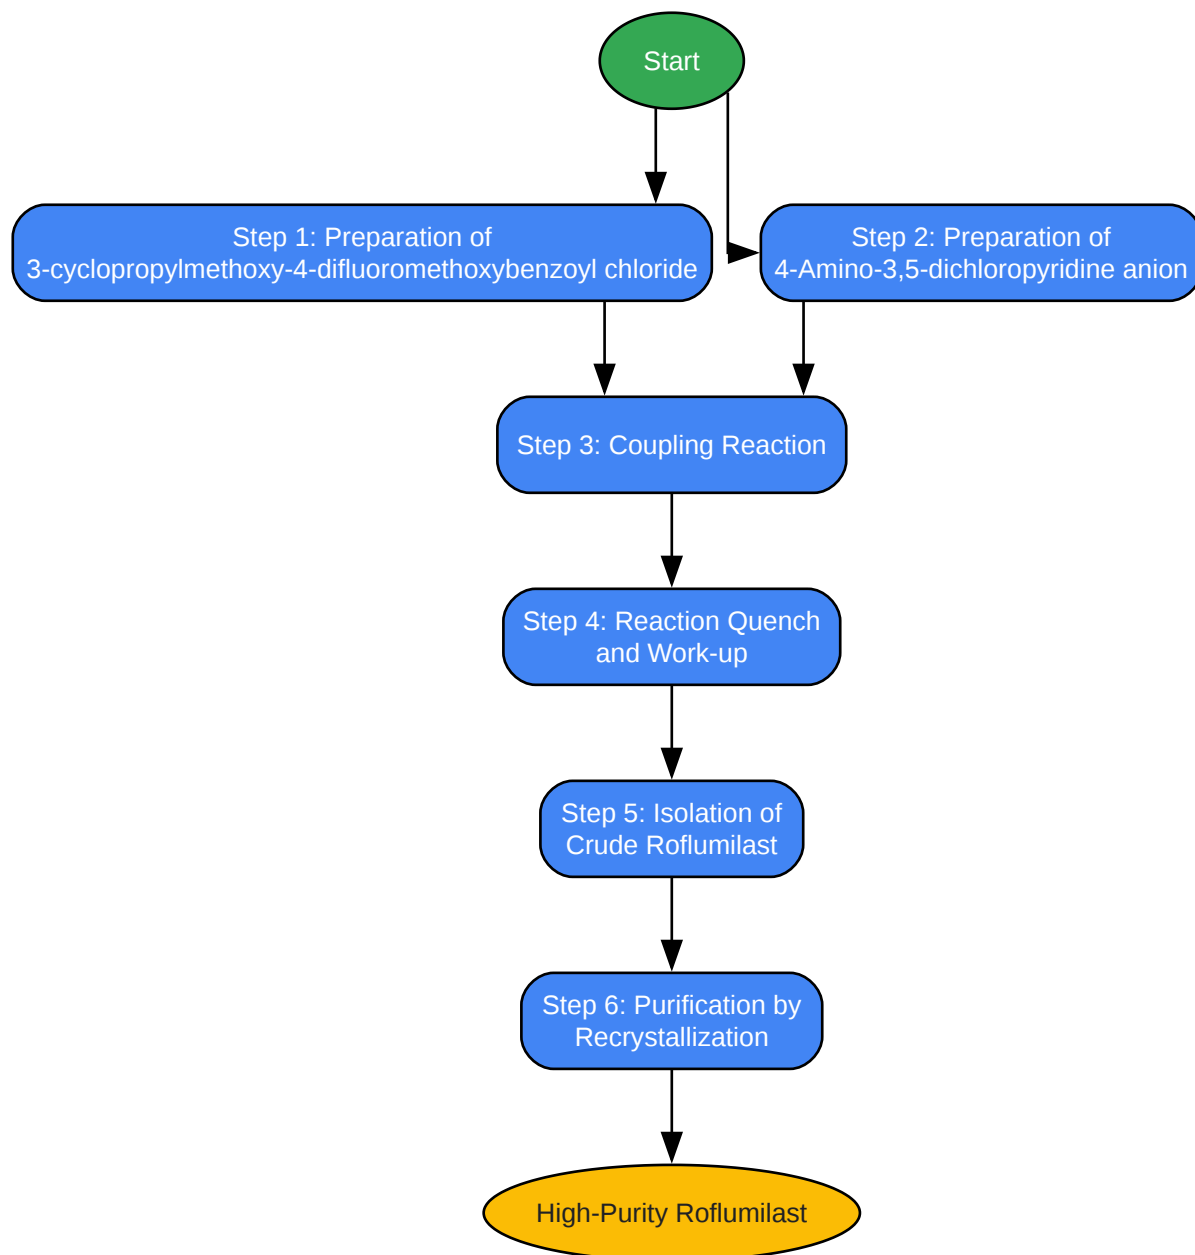 Start
Step 1: Preparation of
3-cyclopropylmethoxy-4-difluoromethoxybenzoyl chloride
Step 2: Preparation of
4-Amino-3,5-dichloropyridine anion
Step 3: Coupling Reaction
Step 4: Reaction Quench
and Work-up
Step 5: Isolation of
Crude Roflumilast
Step 6: Purification by
Recrystallization
High-Purity Roflumilast